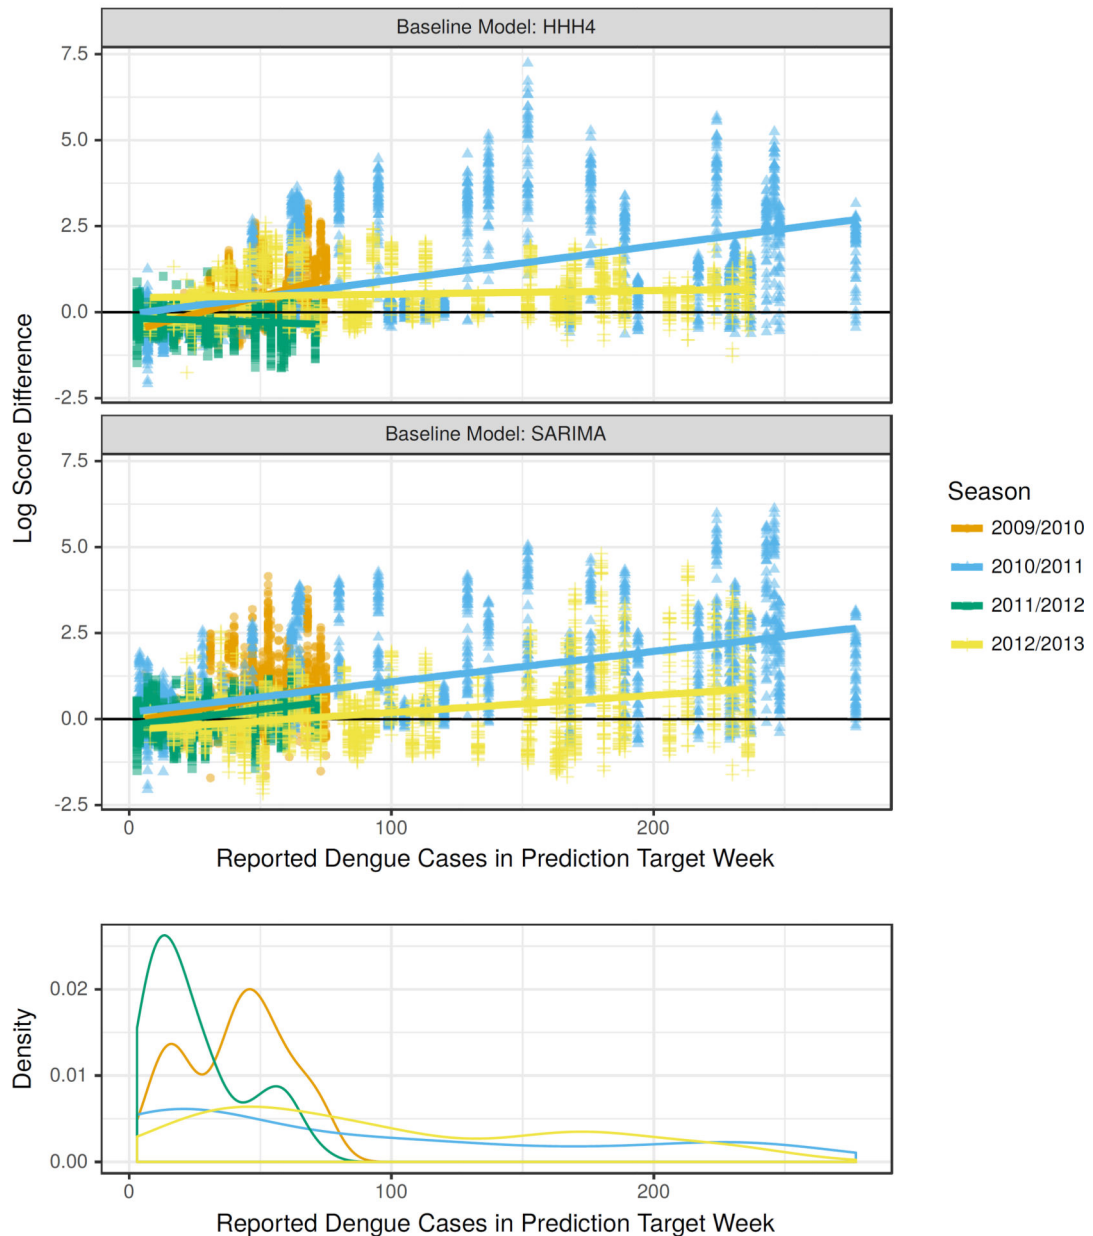 Baseline Model: HHH4
7.5
5.0
2.5
0.0
-2.5
Log Score Difference
Baseline Model: SARIMA
7.5
5.0
2.5
0.0
-2.5
0 100 200
Reported Dengue Cases in Prediction Target Week
Season
2009/2010
2010/2011
2011/2012
2012/2013
0.02
0.01
0.00
Density
0 100 200
Reported Dengue Cases in Prediction Target Week